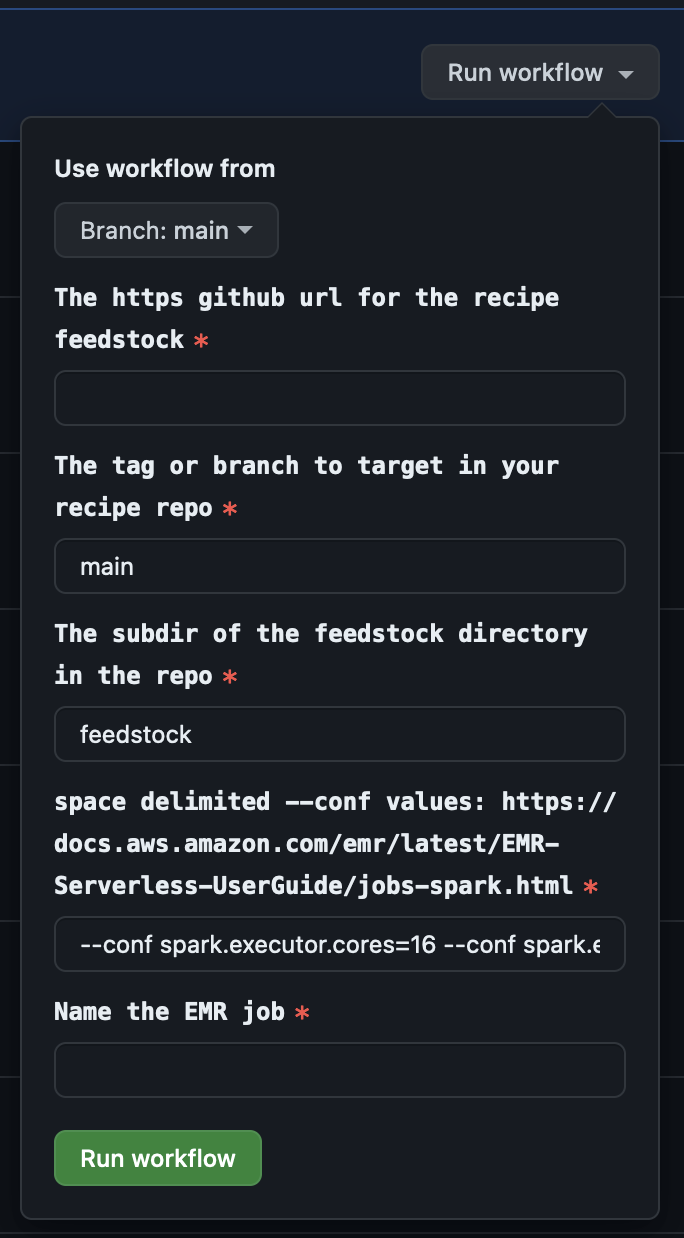 Run workflow
Use workflow from
Branch: main
The https github url for the recipe
feedstock *
The tag or branch to target in your
recipe repo *
main
The subdir of the feedstock directory
in the repo *
feedstock
space delimited --conf values: https://
docs.aws.amazon.com/emr/latest/EMR-
Serverless-UserGuide/jobs-spark.html *
--conf spark.executor.cores=16 --conf spark.e
Name the EMR job *
Run workflow